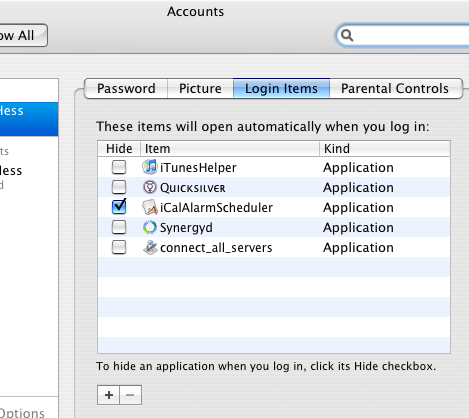 Accounts
ow All
Password Picture Login Items Parental Controls
Hess
ts
Hess
d
These items will open automatically when you log in:
Hide Item Kind
iTunesHelper Application
Quicksilver Application
iCalAlarmScheduler Application
Synergyd Application
connect_all_servers Application
To hide an application when you log in, click its Hide checkbox.
+ −
Options